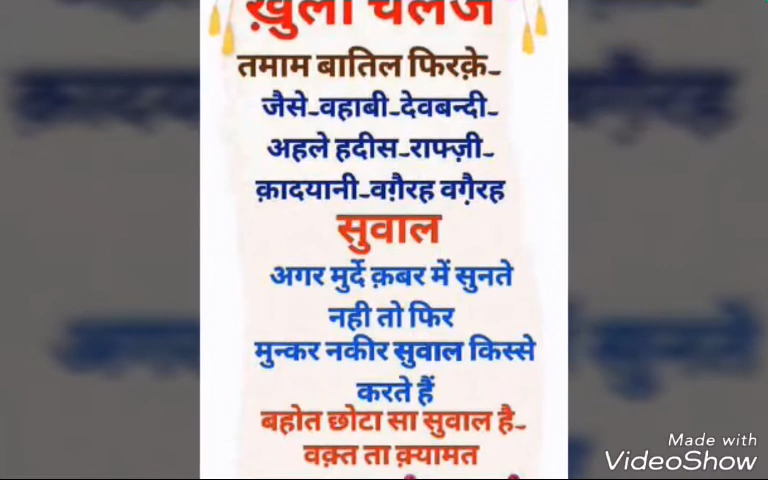 ख़ुला चैलेंज
तमाम बातिल फिरक़े-
जैसे-वहाबी-देवबन्दी-
अहले हदीस-राफ्ज़ी-
क़ादयानी-वग़ैरह वग़ैरह
सुवाल
अगर मुर्दे क़बर में सुनते
नही तो फिर
मुन्कर नकीर सुवाल किस्से
करते हैं
बहोत छोटा सा सुवाल है-
वक़्त ता क़्यामत
Made with
VideoShow